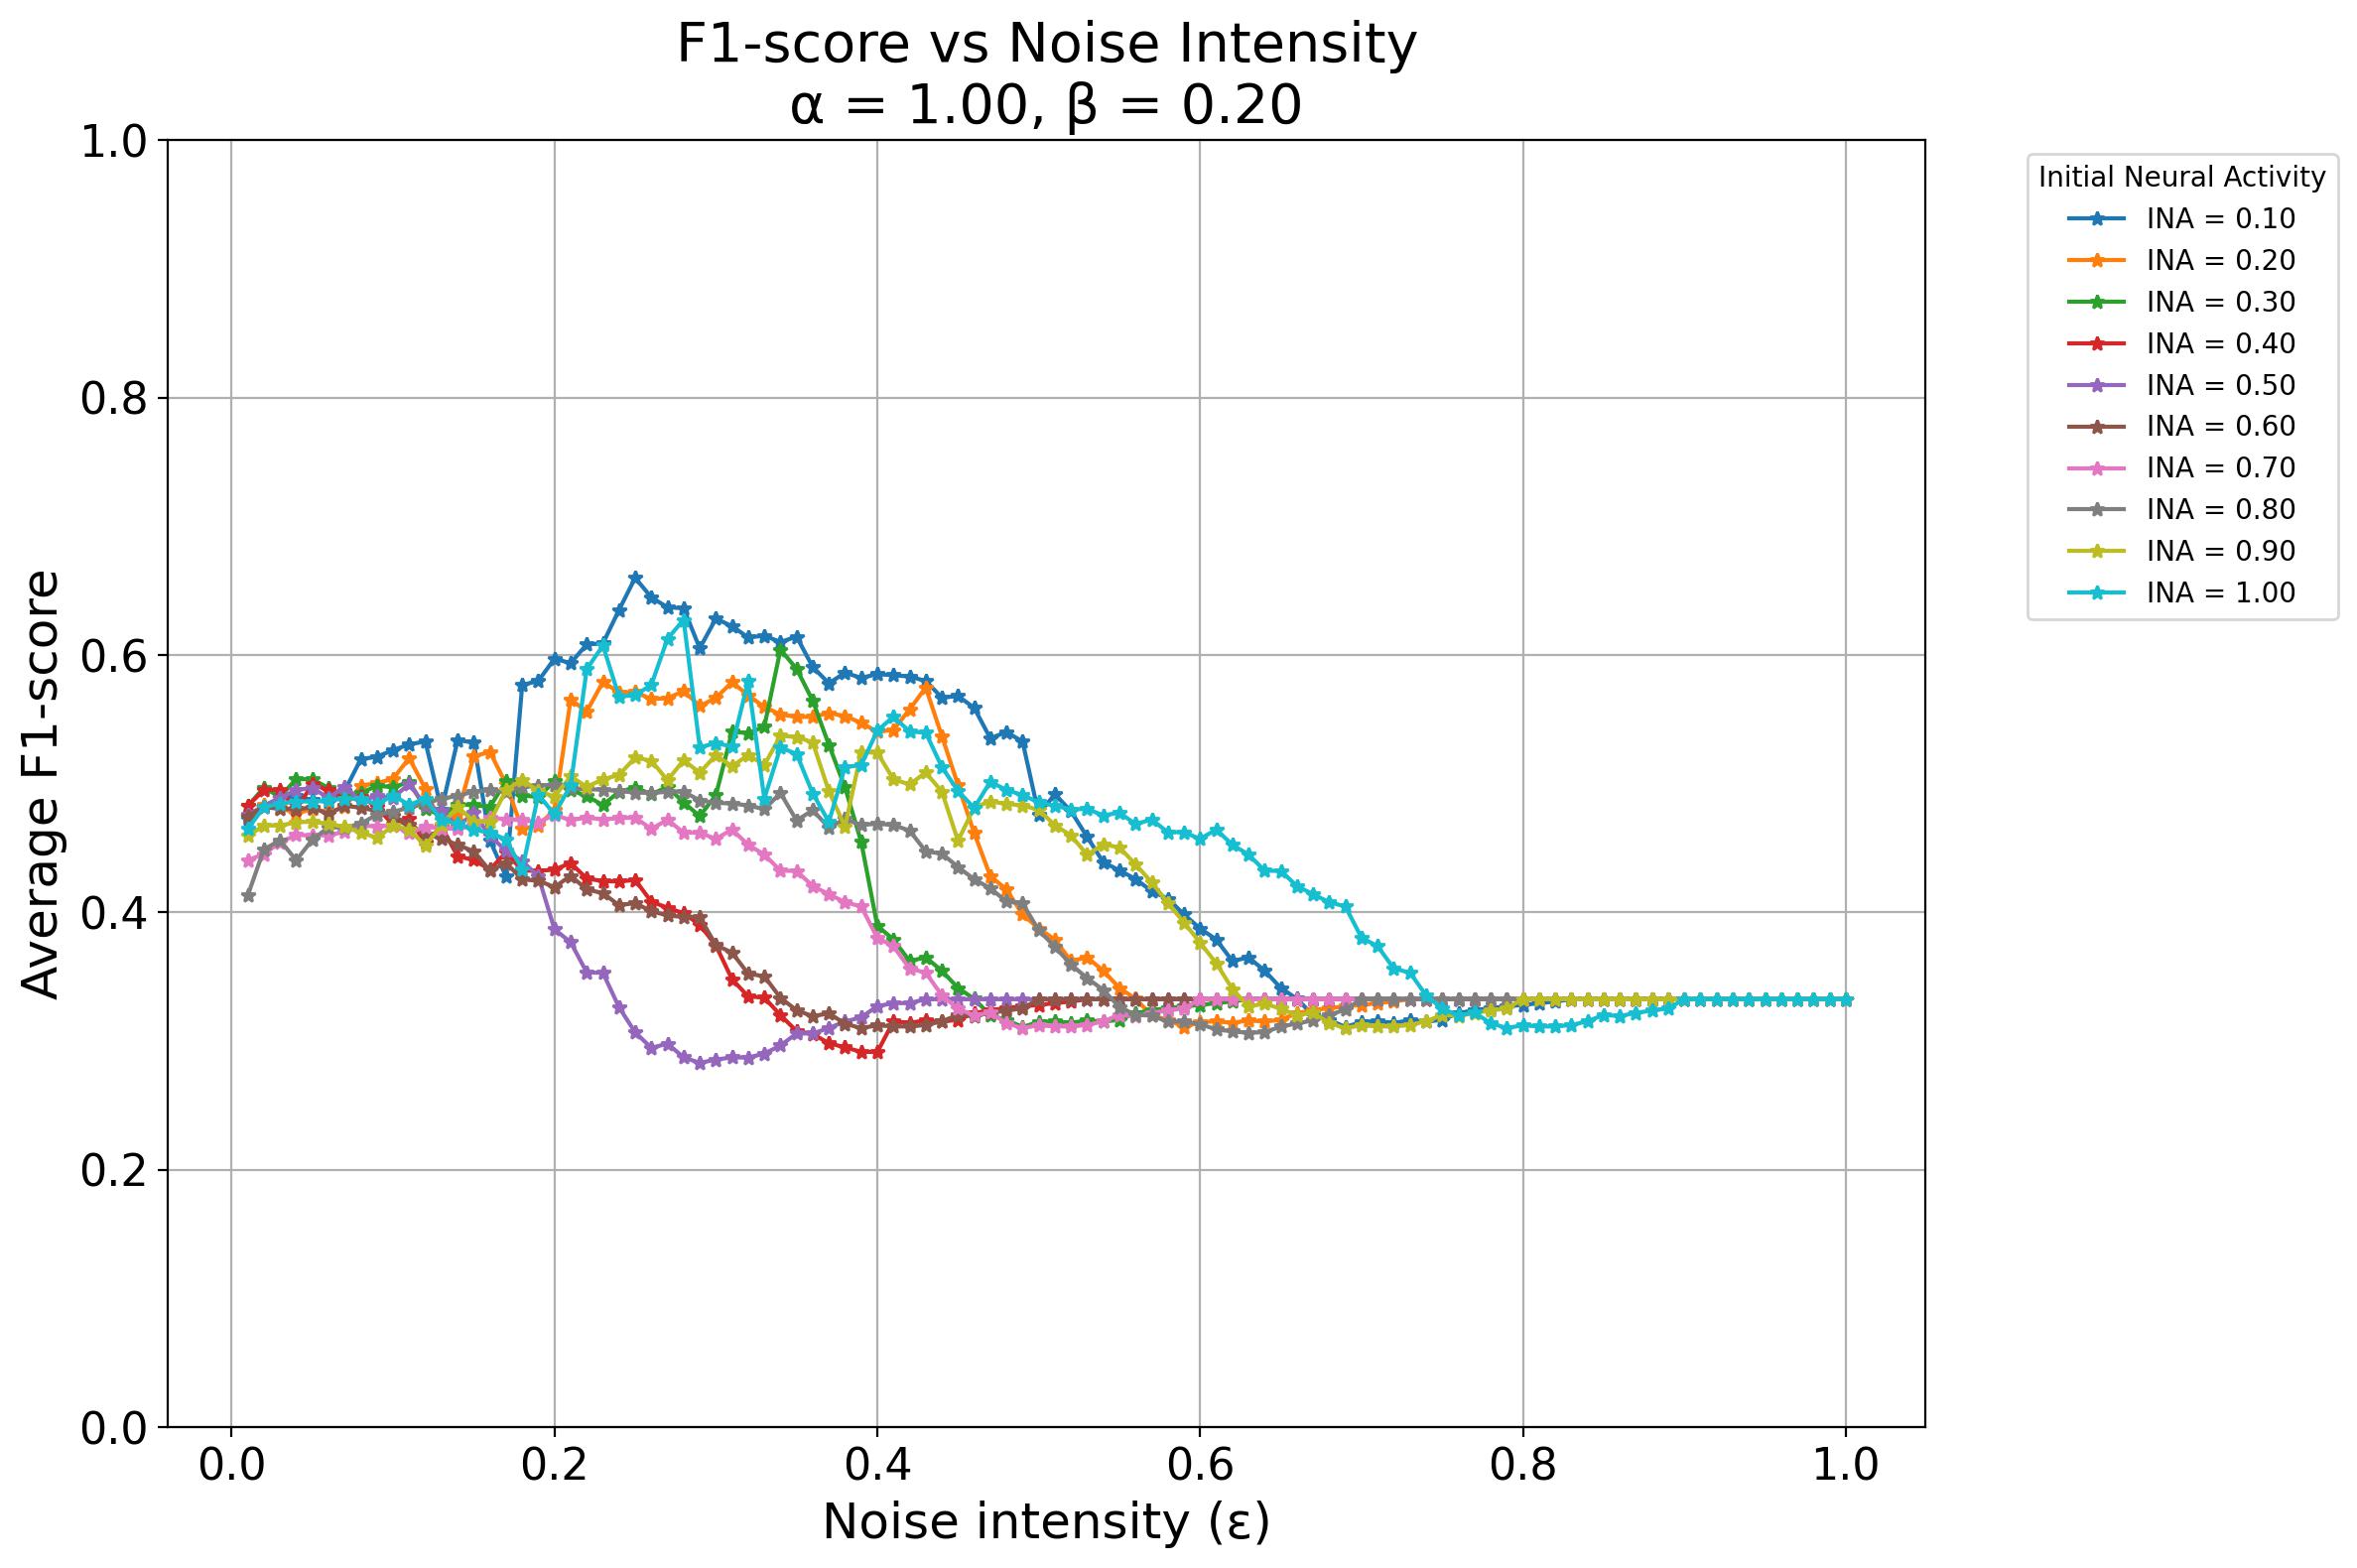 F1-score vs Noise Intensity
α = 1.00, β = 0.20
1.0
0.8
0.6
0.4
0.2
0.0
Average F1-score
0.0 0.2 0.4 0.6 0.8 1.0
Noise intensity (ε)
Initial Neural Activity
INA = 0.10
INA = 0.20
INA = 0.30
INA = 0.40
INA = 0.50
INA = 0.60
INA = 0.70
INA = 0.80
INA = 0.90
INA = 1.00